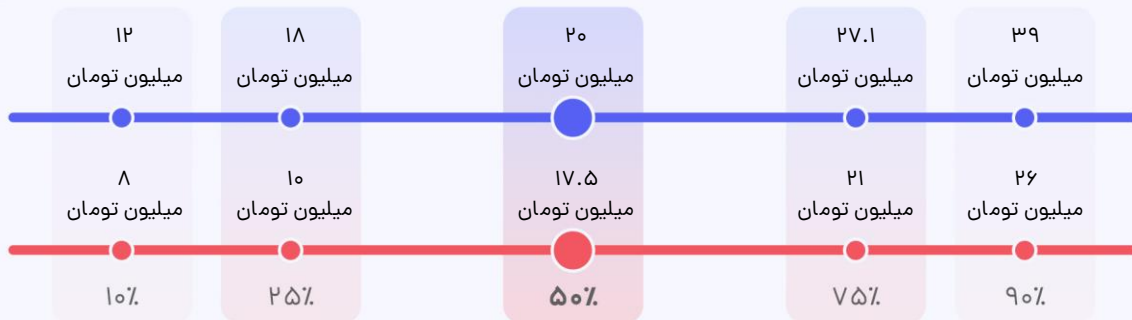 ۱۲ ۱۸ ۲۰ ۲۷.۱ ۳۹
میلیون تومان میلیون تومان میلیون تومان میلیون تومان میلیون تومان
۸ ۱۰ ۱۷.۵ ۲۱ ۲۶
میلیون تومان میلیون تومان میلیون تومان میلیون تومان میلیون تومان
۱۰٪ ۲۵٪ ۵۰٪ ۷۵٪ ۹۰٪